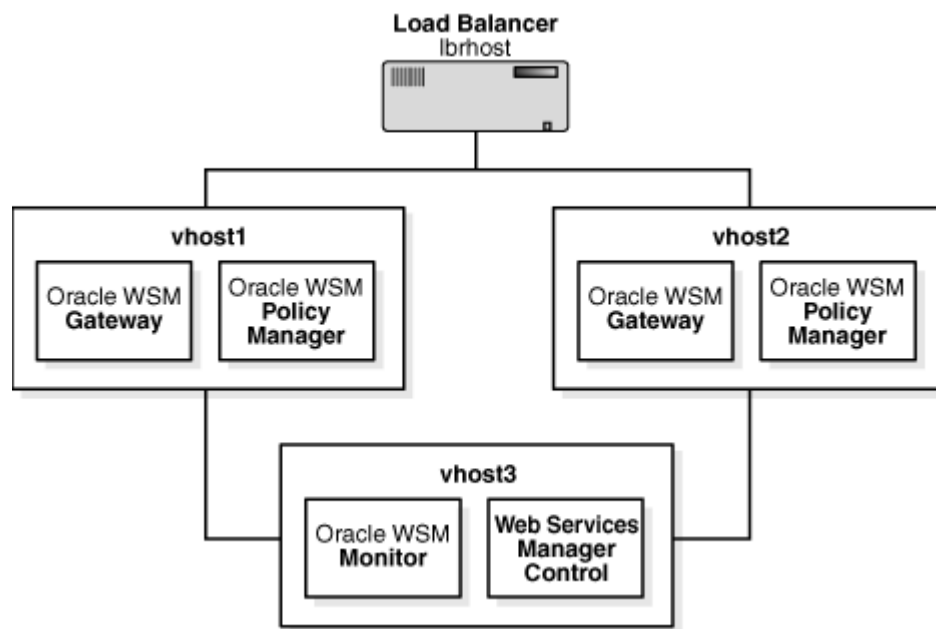 Load Balancer
lbrhost
vhost1
Oracle WSM
Gateway
Oracle WSM
Policy
Manager
vhost2
Oracle WSM
Gateway
Oracle WSM
Policy
Manager
vhost3
Oracle WSM
Monitor
Web Services
Manager
Control